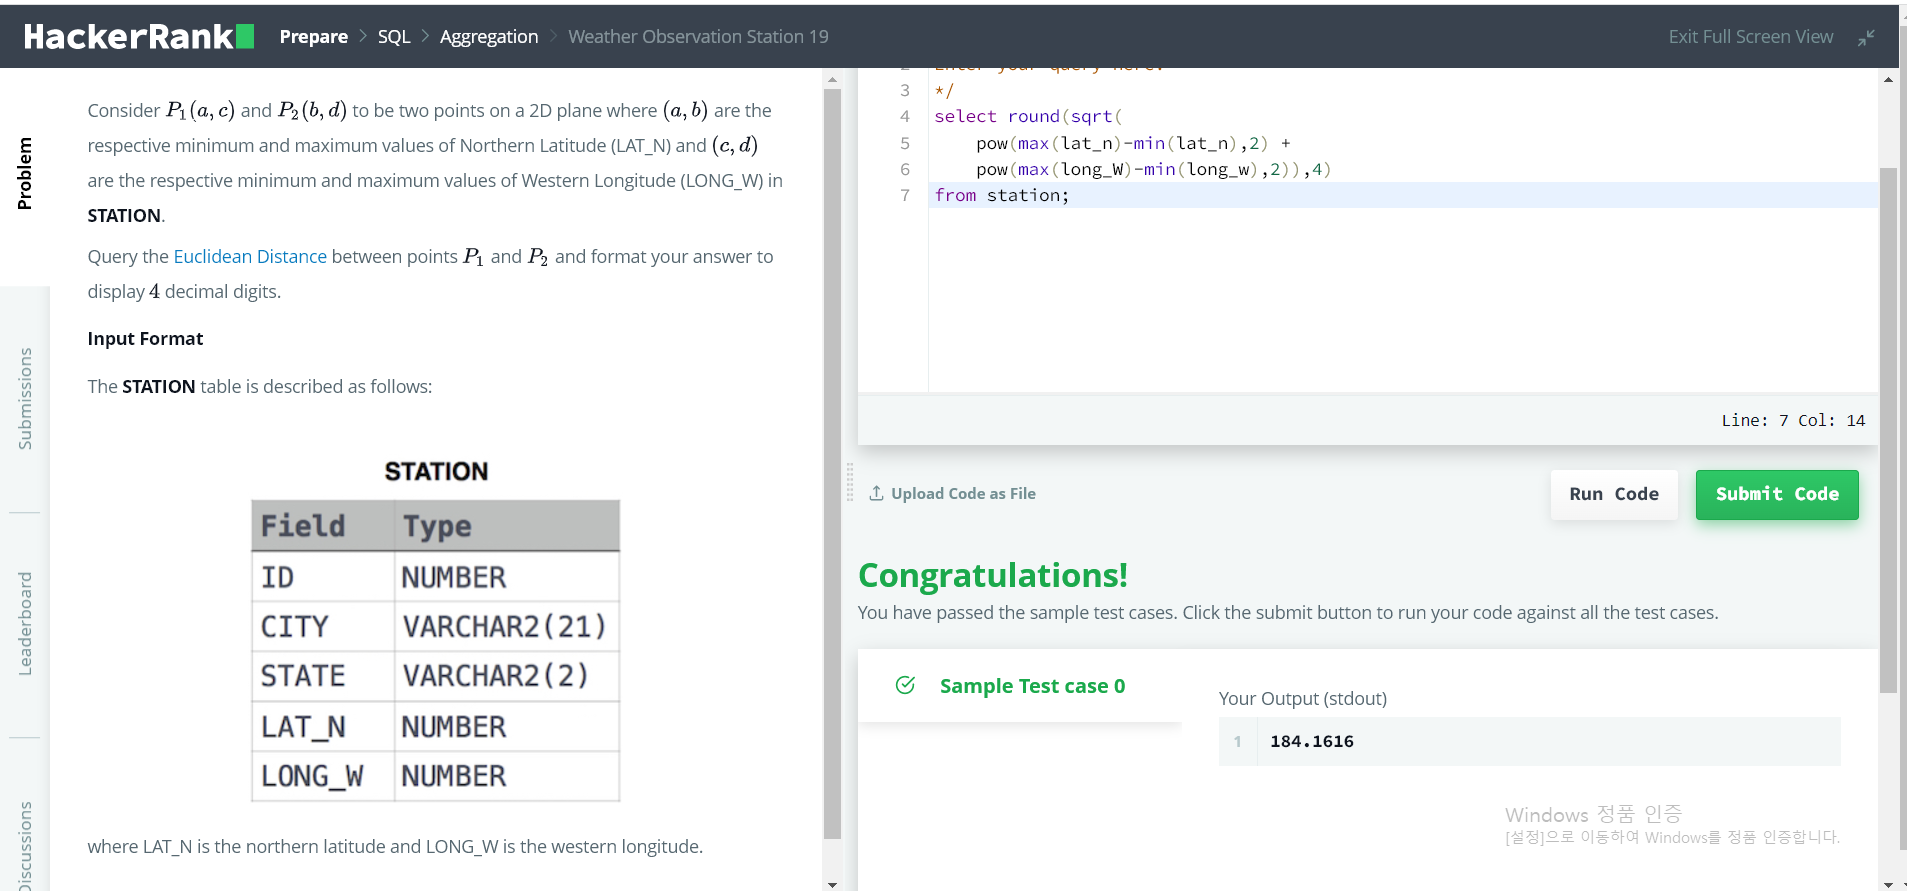 HackerRank
Prepare > SQL > Aggregation > Weather Observation Station 19
Exit Full Screen View
Problem
Submissions
Leaderboard
Discussions
Consider P1(a, c) and P2(b, d) to be two points on a 2D plane where (a, b) are the
respective minimum and maximum values of Northern Latitude (LAT_N) and (c, d)
are the respective minimum and maximum values of Western Longitude (LONG_W) in
STATION.
Query the Euclidean Distance between points P1 and P2 and format your answer to
display 4 decimal digits.
Input Format
The STATION table is described as follows:
STATION
Field Type
ID NUMBER
CITY VARCHAR2(21)
STATE VARCHAR2(2)
LAT_N NUMBER
LONG_W NUMBER
where LAT_N is the northern latitude and LONG_W is the western longitude.
2 Enter your query here.
3 */
4 select round(sqrt(
5 pow(max(lat_n)-min(lat_n),2) +
6 pow(max(long_W)-min(long_w),2)),4)
7 from station;
Line: 7 Col: 14
Upload Code as File
Run Code
Submit Code
Congratulations!
You have passed the sample test cases. Click the submit button to run your code against all the test cases.
Sample Test case 0
Your Output (stdout)
1 184.1616
Windows 정품 인증
[설정]으로 이동하여 Windows를 정품 인증합니다.